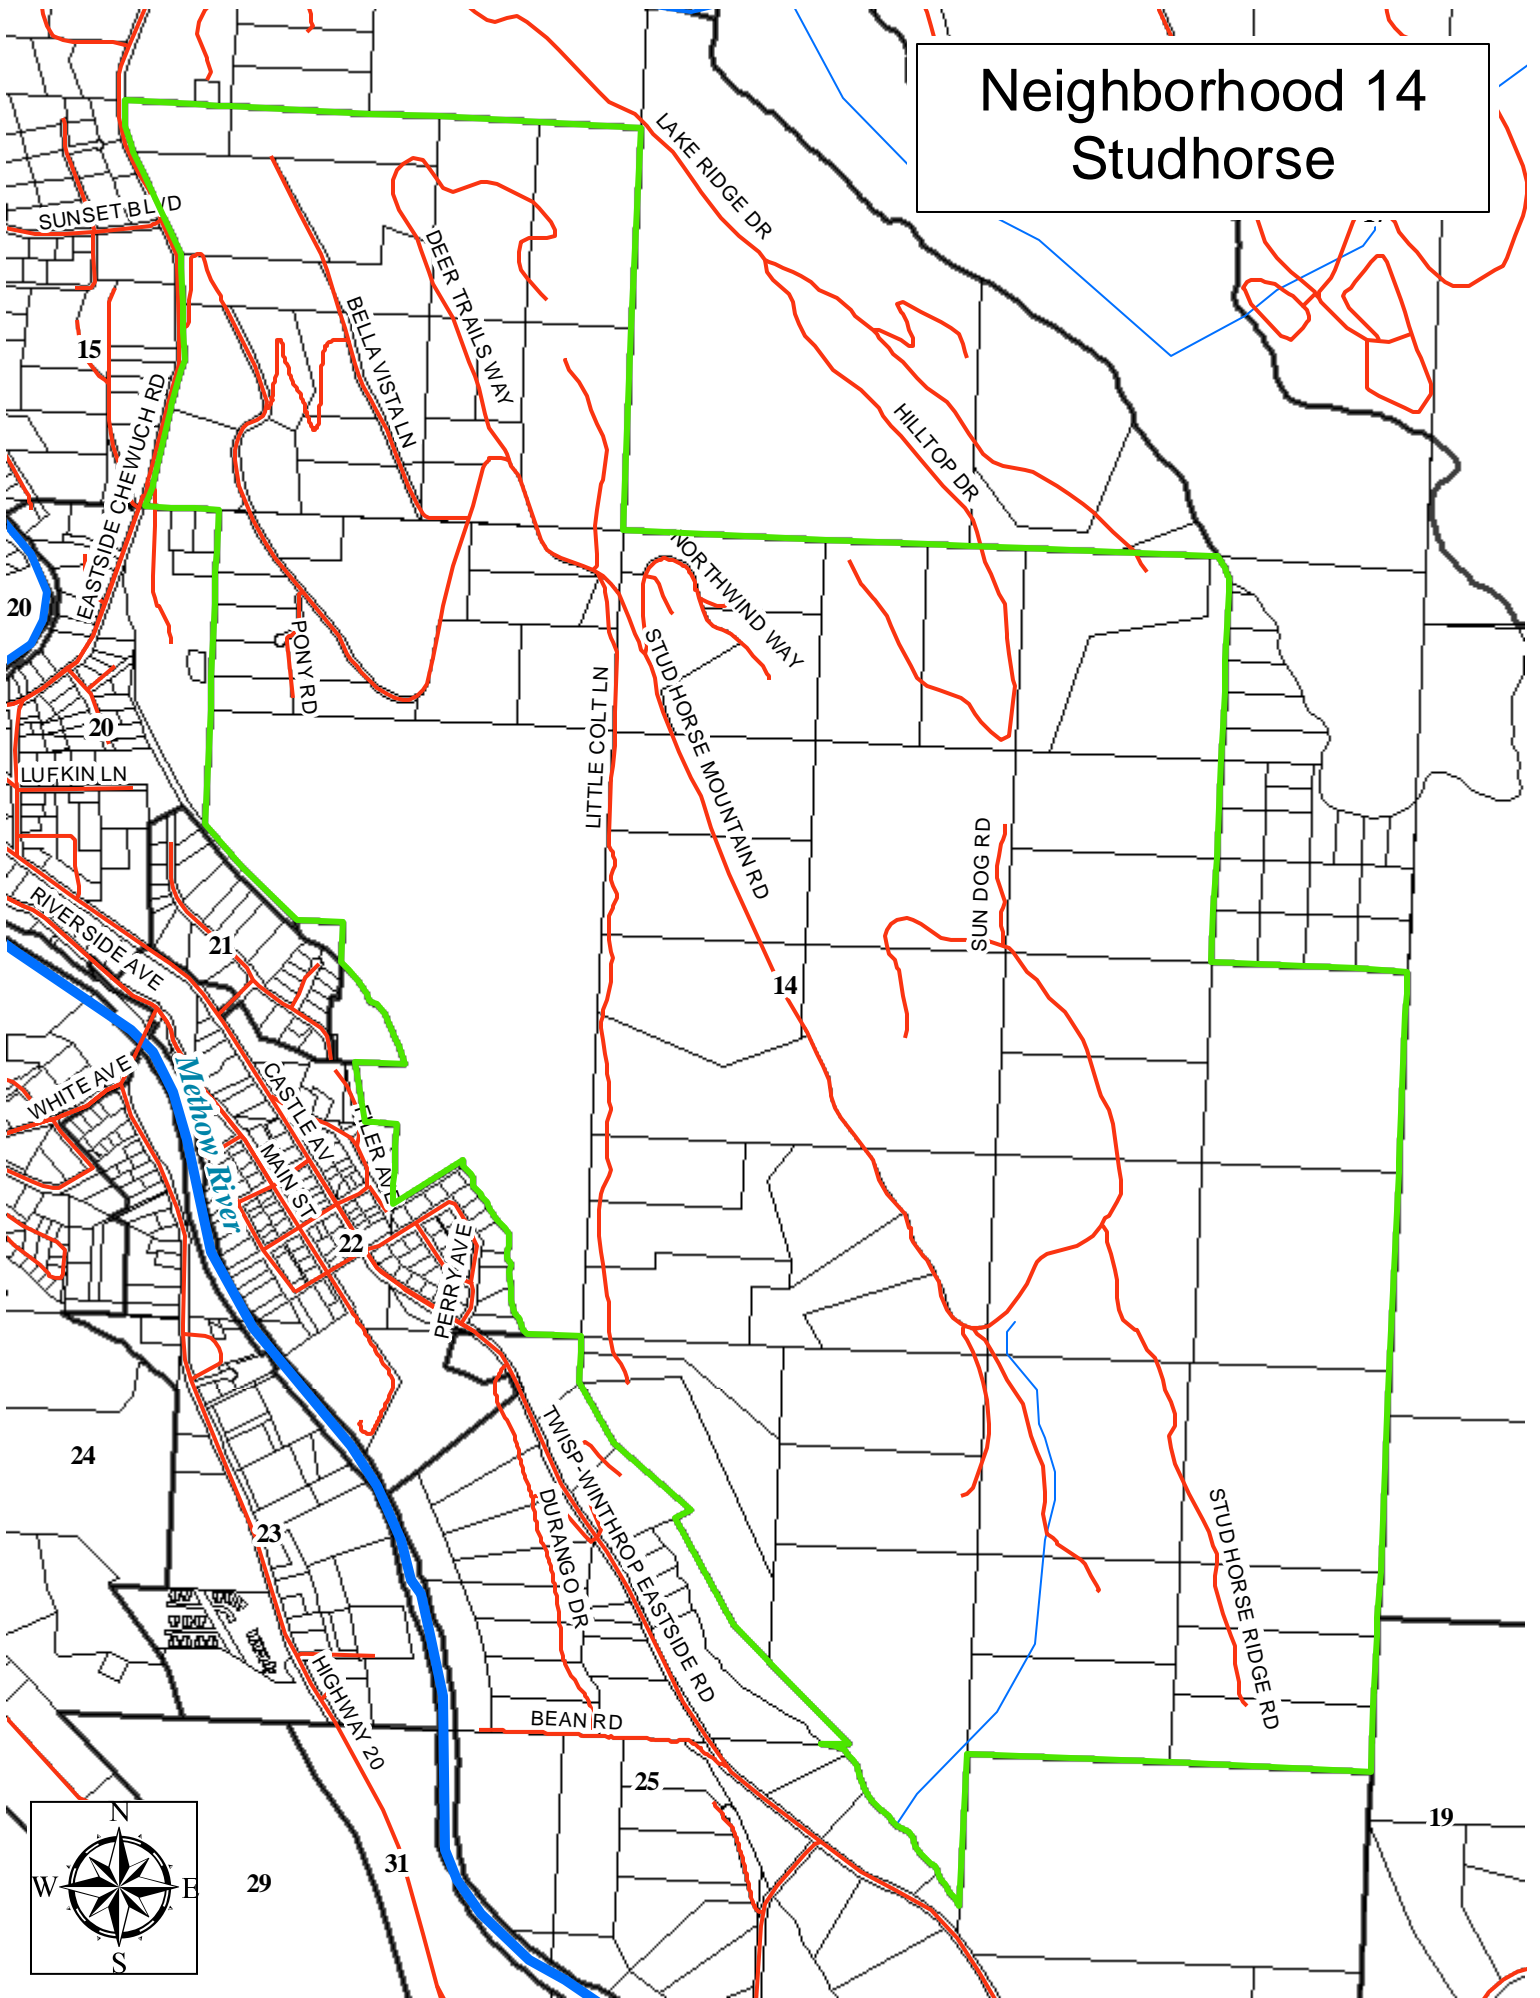 Neighborhood 14
Studhorse
LAKE RIDGE DR
SUNSET BLVD
DEER TRAILS WAY
BELLA VISTA LN
15
EASTSIDE CHEWUCH RD
HILLTOP DR
NORTHWIND WAY
20
PONY RD
STUD HORSE MOUNTAIN RD
LITTLE COLT LN
20
LUFKIN LN
SUN DOG RD
RIVERSIDE AVE
21
14
WHITE AVE
Methow River
CASTLE AV
FILER AVE
MAIN ST
22
PERRY AVE
TWISP-WINTHROP EASTSIDE RD
24
23
DURANGO DR
STUD HORSE RIDGE RD
HIGHWAY 20
BEAN RD
25
19
31
29
N
W
E
S